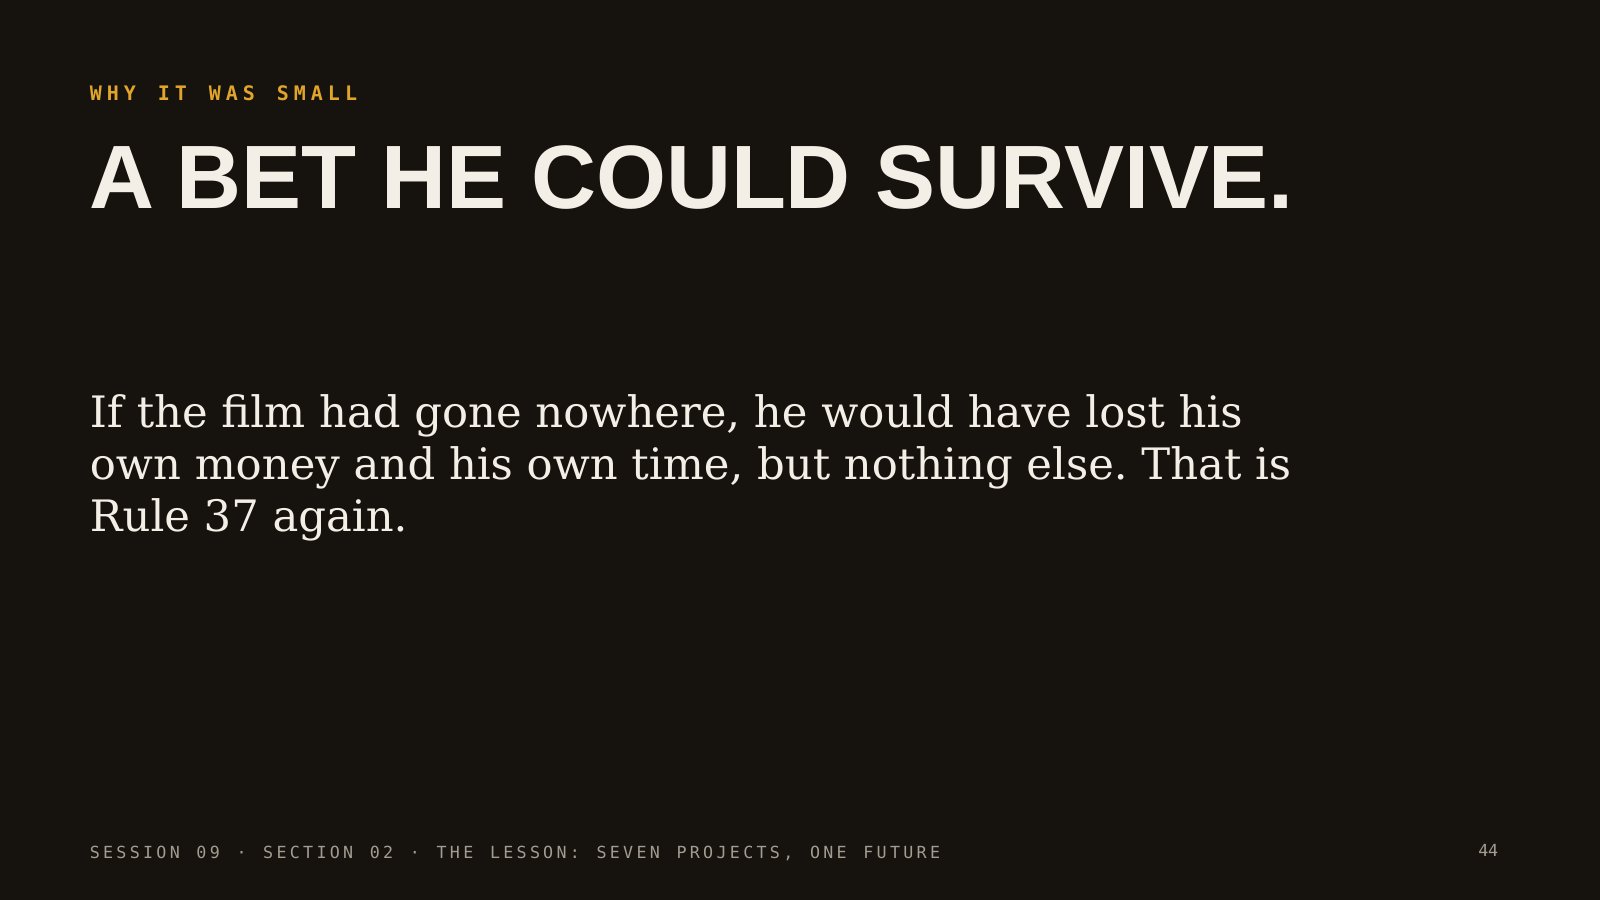 WHY IT WAS SMALL
A BET HE COULD SURVIVE.
If the film had gone nowhere, he would have lost his
own money and his own time, but nothing else. That is
Rule 37 again.
SESSION 09 · SECTION 02 · THE LESSON: SEVEN PROJECTS, ONE FUTURE
44